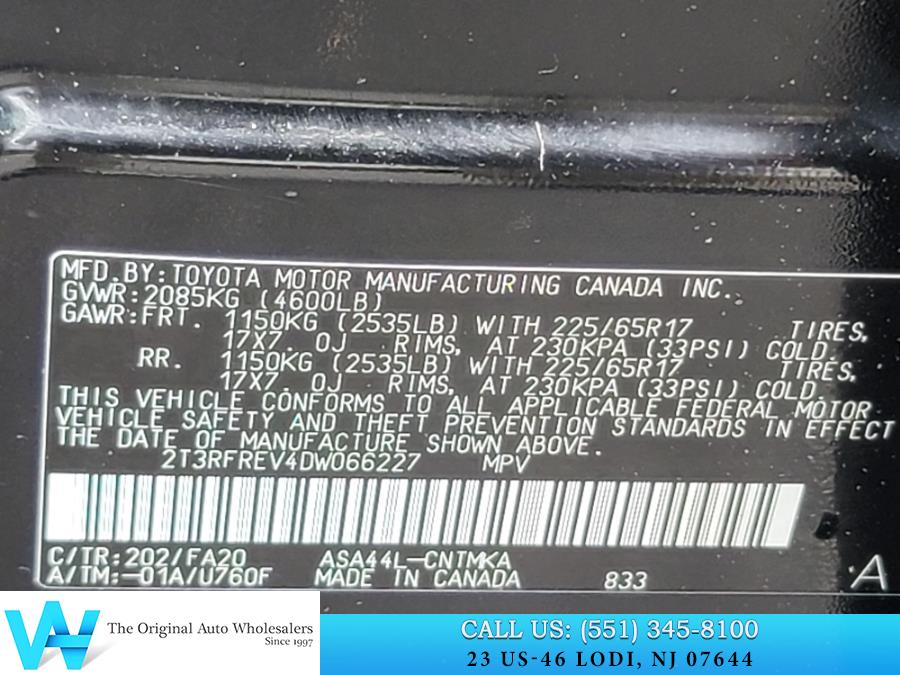 MFD.BY:TOYOTA MOTOR MANUFACTURING CANADA INC.
GVWR:2085KG (4600LB)
GAWR:FRT. 1150KG (2535LB) WITH 225/65R17 TIRES,
17X7.0J RIMS, AT 230KPA (33PSI) COLD.
RR. 1150KG (2535LB) WITH 225/65R17 TIRES,
17X7.0J RIMS, AT 230KPA (33PSI) COLD.
THIS VEHICLE CONFORMS TO ALL APPLICABLE FEDERAL MOTOR
VEHICLE SAFETY AND THEFT PREVENTION STANDARDS IN EFFECT
THE DATE OF MANUFACTURE SHOWN ABOVE.
2T3RFREV4DW066227 MPV
C/TR:202/FA20 ASA44L-CNTMKA
A/TM:-01A/U760F MADE IN CANADA 833 A
The Original Auto Wholesalers
Since 1997
CALL US: (551) 345-8100
23 US-46 LODI, NJ 07644